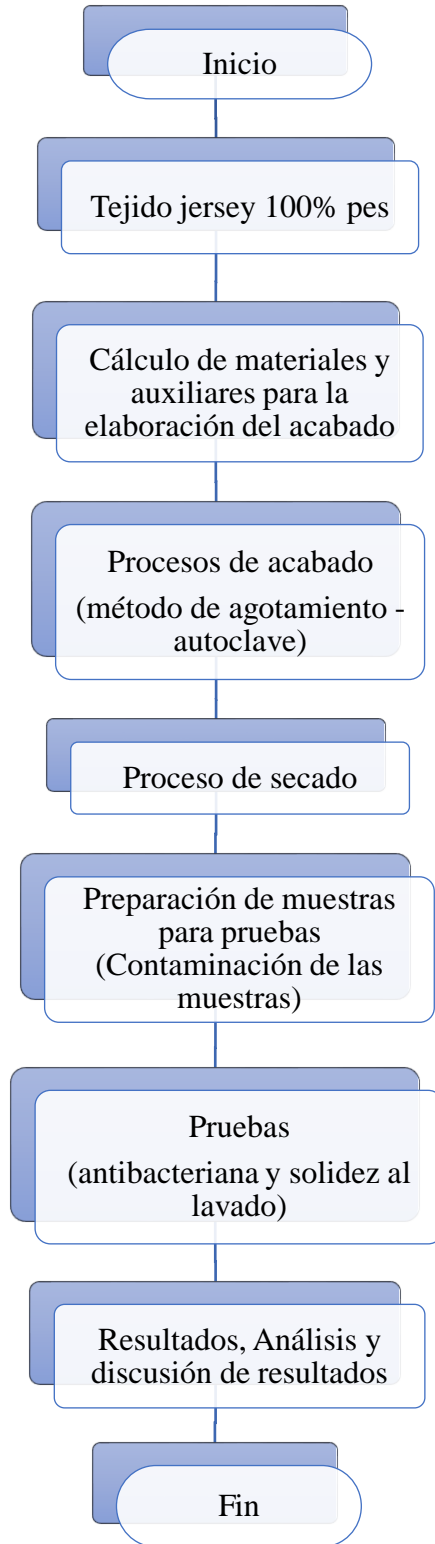 Inicio
Tejido jersey 100% pes
Cálculo de materiales y
auxiliares para la
elaboración del acabado
Procesos de acabado
(método de agotamiento -
autoclave)
Proceso de secado
Preparación de muestras
para pruebas
(Contaminación de las
muestras)
Pruebas
(antibacteriana y solidez al
lavado)
Resultados, Análisis y
discusión de resultados
Fin